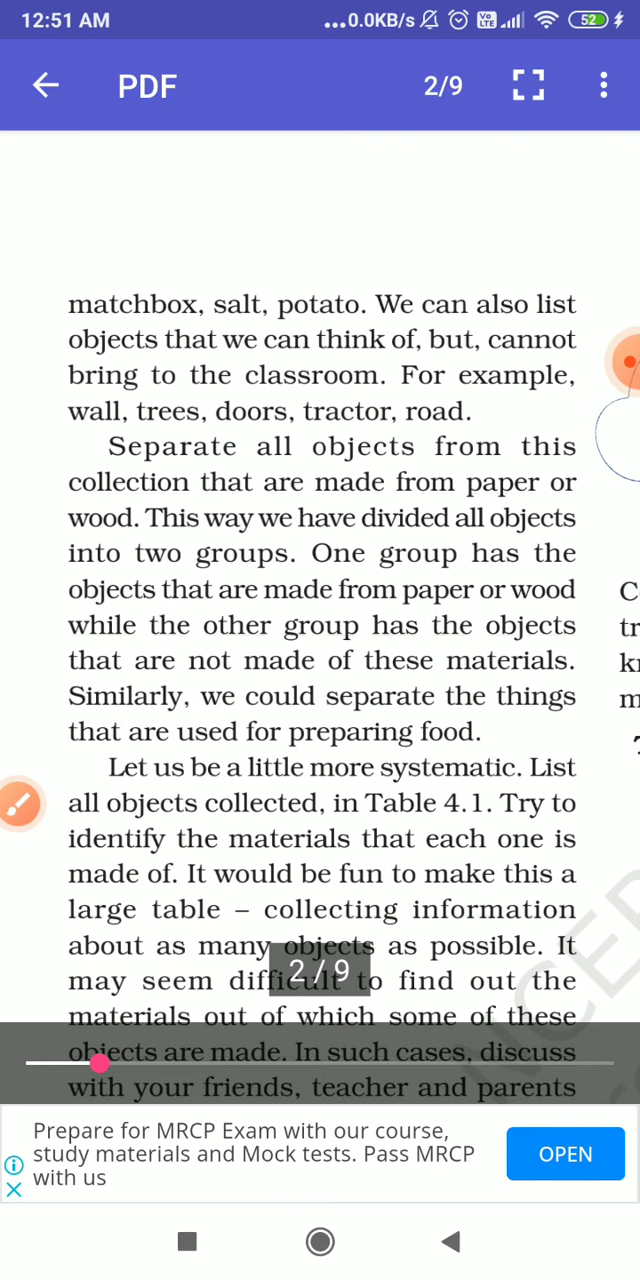 12:51 AM
...0.0KB/s
Vo LTE
52
PDF
2/9
matchbox, salt, potato. We can also list
objects that we can think of, but, cannot
bring to the classroom. For example,
wall, trees, doors, tractor, road.
Separate all objects from this
collection that are made from paper or
wood. This way we have divided all objects
into two groups. One group has the
objects that are made from paper or wood
while the other group has the objects
that are not made of these materials.
Similarly, we could separate the things
that are used for preparing food.
Let us be a little more systematic. List
all objects collected, in Table 4.1. Try to
identify the materials that each one is
made of. It would be fun to make this a
large table – collecting information
about as many objects as possible. It
may seem difficult to find out the
materials out of which some of these
objects are made. In such cases, discuss
with your friends, teacher and parents
2 / 9
C
tr
m
NCER
Prepare for MRCP Exam with our course,
study materials and Mock tests. Pass MRCP
with us
OPEN